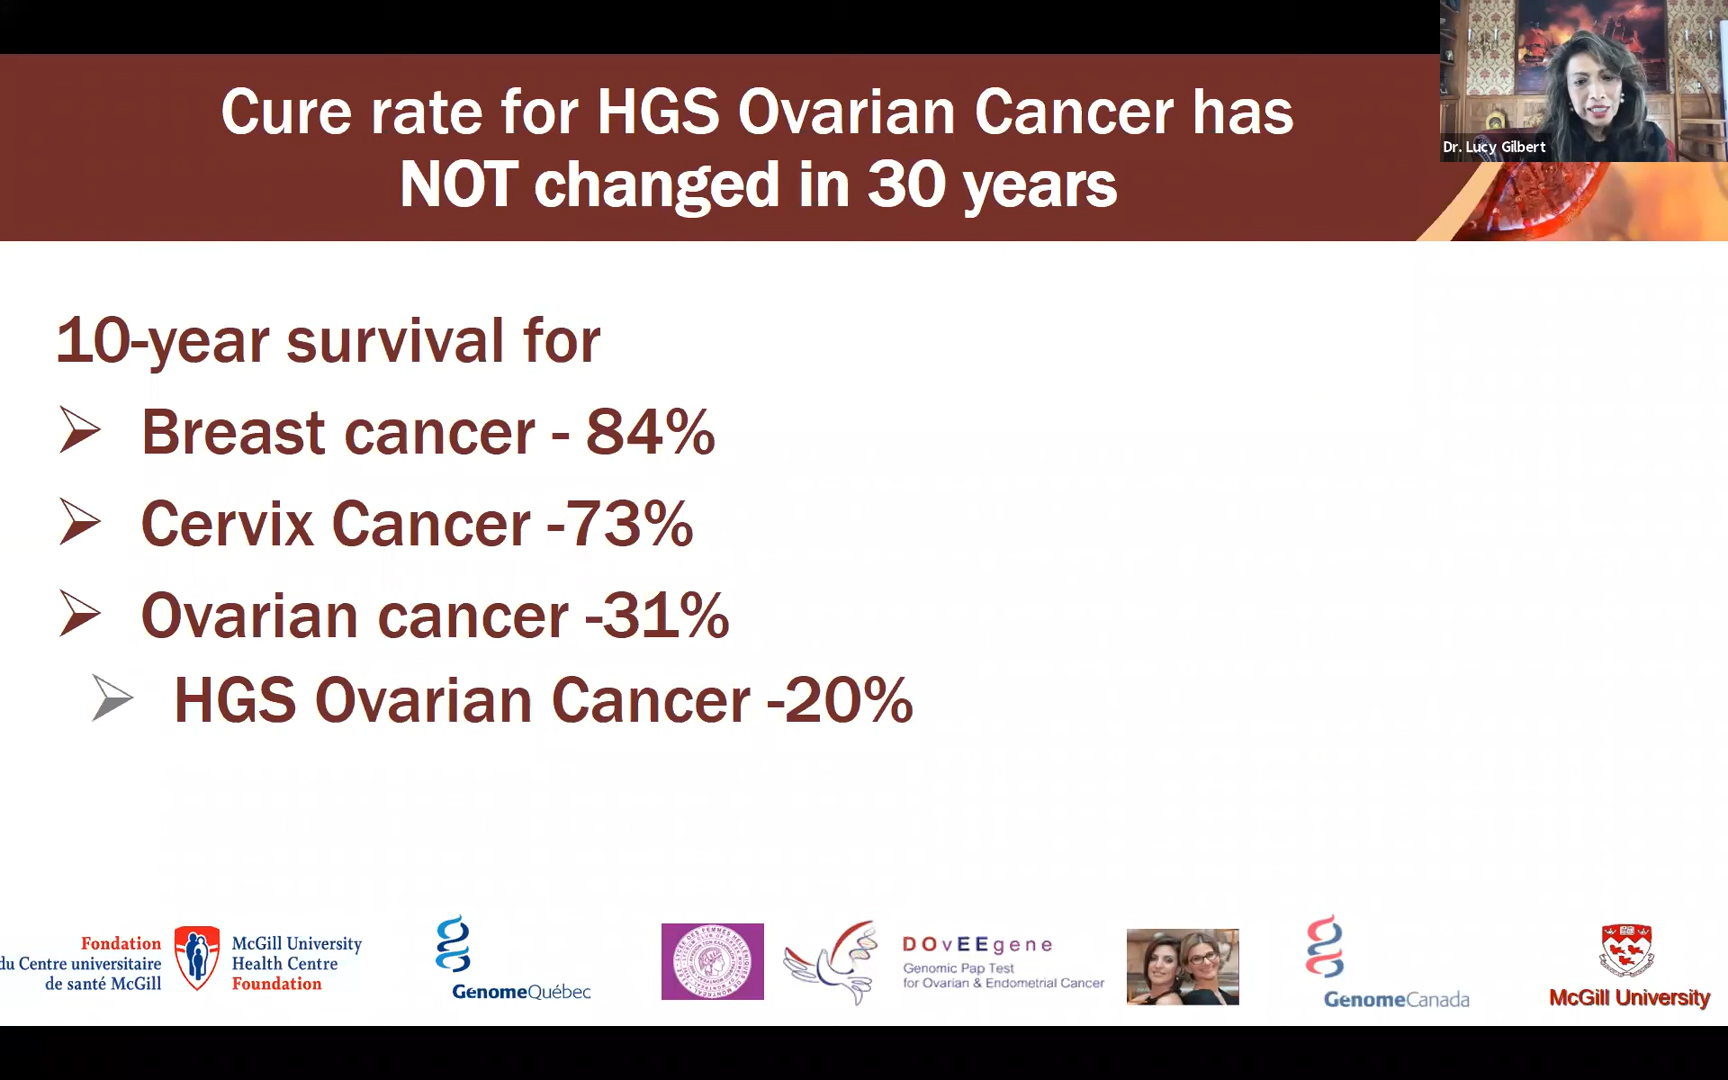 Cure rate for HGS Ovarian Cancer has
NOT changed in 30 years
Dr. Lucy Gilbert
10-year survival for
➢ Breast cancer - 84%
➢ Cervix Cancer -73%
➢ Ovarian cancer -31%
➢ HGS Ovarian Cancer -20%
Fondation
du Centre universitaire
de santé McGill
McGill University
Health Centre
Foundation
GenomeQuébec
DOvEEgene
Genomic Pap Test
for Ovarian & Endometrial Cancer
GenomeCanada
McGill University